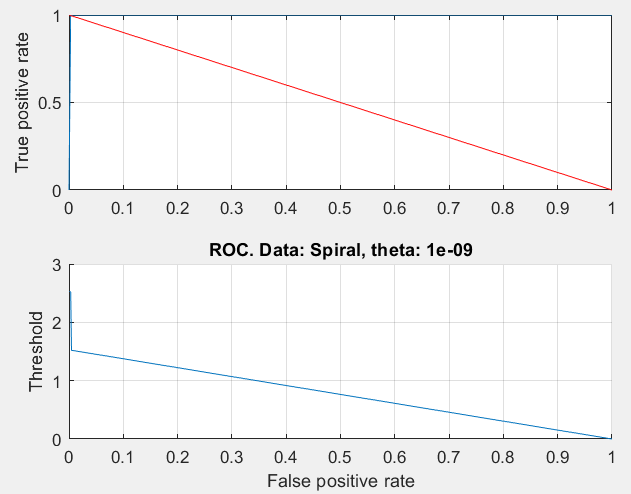 True positive rate
1
0.5
0
0 0.1 0.2 0.3 0.4 0.5 0.6 0.7 0.8 0.9 1
ROC. Data: Spiral, theta: 1e-09
Threshold
3
2
1
0
0 0.1 0.2 0.3 0.4 0.5 0.6 0.7 0.8 0.9 1
False positive rate